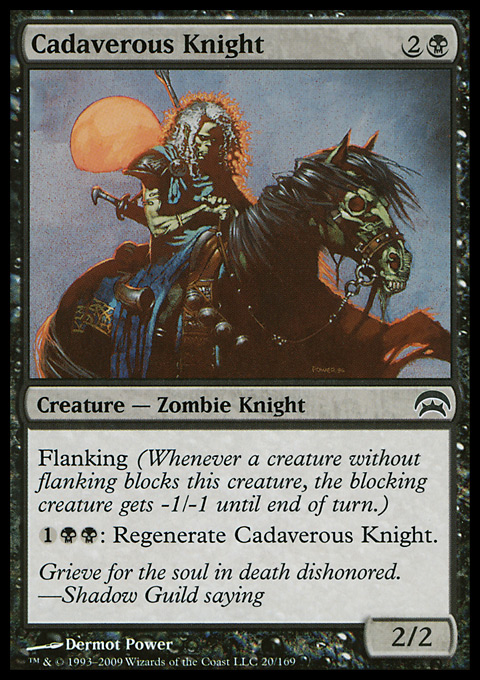 Cadaverous Knight 2
Creature — Zombie Knight
Flanking (Whenever a creature without
flanking blocks this creature, the blocking
creature gets -1/-1 until end of turn.)
1: Regenerate Cadaverous Knight.
Grieve for the soul in death dishonored.
—Shadow Guild saying
Dermot Power
2/2
™ & © 1993–2009 Wizards of the Coast LLC 20/169